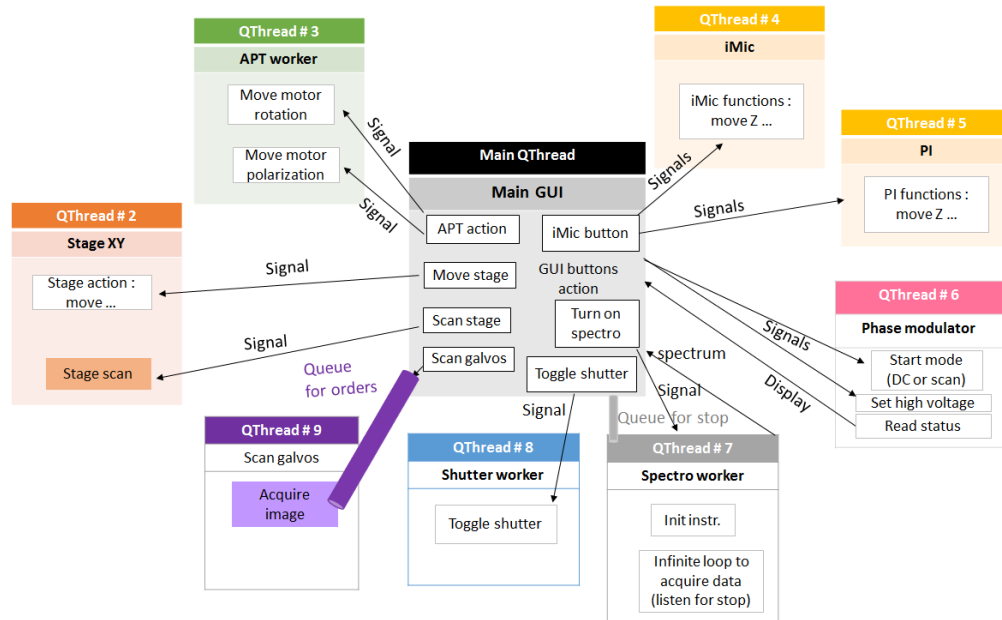 QThread # 3
APT worker
Move motor
rotation
Move motor
polarization
Signal
Signal
QThread # 4
iMic
iMic functions :
move Z ...
Signals
QThread # 5
PI
PI functions :
move Z ...
Signals
Main QThread
Main GUI
APT action
iMic button
Move stage
GUI buttons
action
Scan stage
Turn on
spectro
Scan galvos
Toggle shutter
QThread # 2
Stage XY
Stage action :
move ...
Stage scan
Signal
Signal
QThread # 6
Phase modulator
Start mode
(DC or scan)
Set high voltage
Read status
Signals
Display
Queue
for orders
QThread # 9
Scan galvos
Acquire
image
Signal
QThread # 8
Shutter worker
Toggle shutter
spectrum
Signal
Queue for stop
QThread # 7
Spectro worker
Init instr.
Infinite loop to
acquire data
(listen for stop)